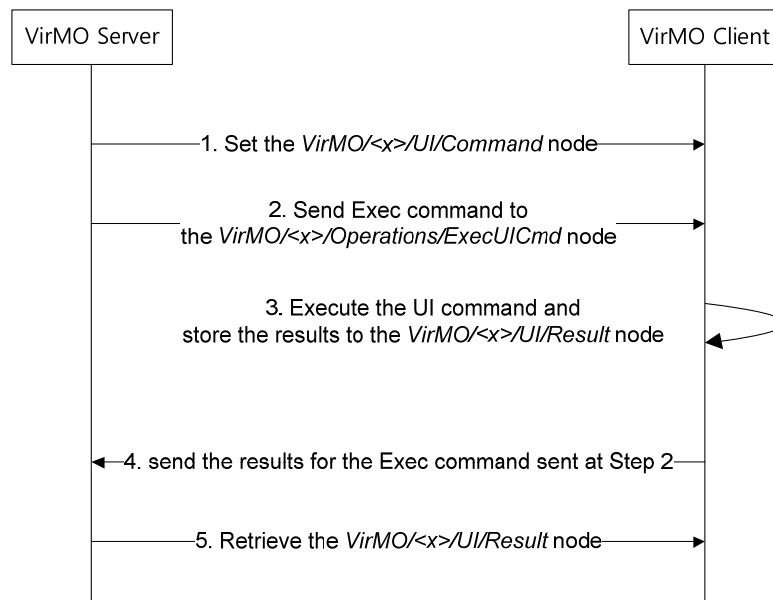 VirMO Server
VirMO Client
1. Set the VirMO/<x>/UI/Command node
2. Send Exec command to
the VirMO/<x>/Operations/ExecUICmd node
3. Execute the UI command and
store the results to the VirMO/<x>/UI/Result node
4. send the results for the Exec command sent at Step 2
5. Retrieve the VirMO/<x>/UI/Result node